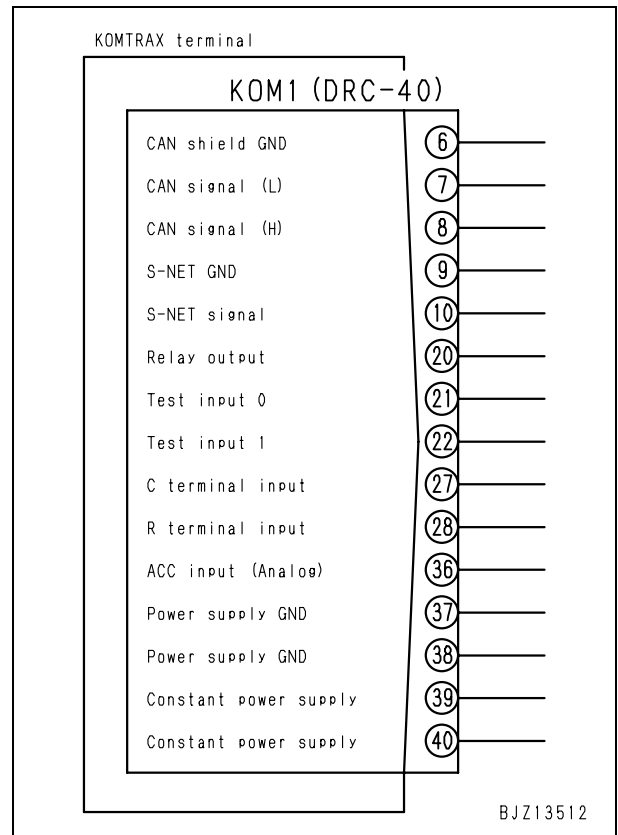 KOMTRAX terminal
KOM1 (DRC-40)
CAN shield GND 6
CAN signal (L) 7
CAN signal (H) 8
S-NET GND 9
S-NET signal 10
Relay output 20
Test input 0 21
Test input 1 22
C terminal input 27
R terminal input 28
ACC input (Analog) 36
Power supply GND 37
Power supply GND 38
Constant power supply 39
Constant power supply 40
BJZ13512